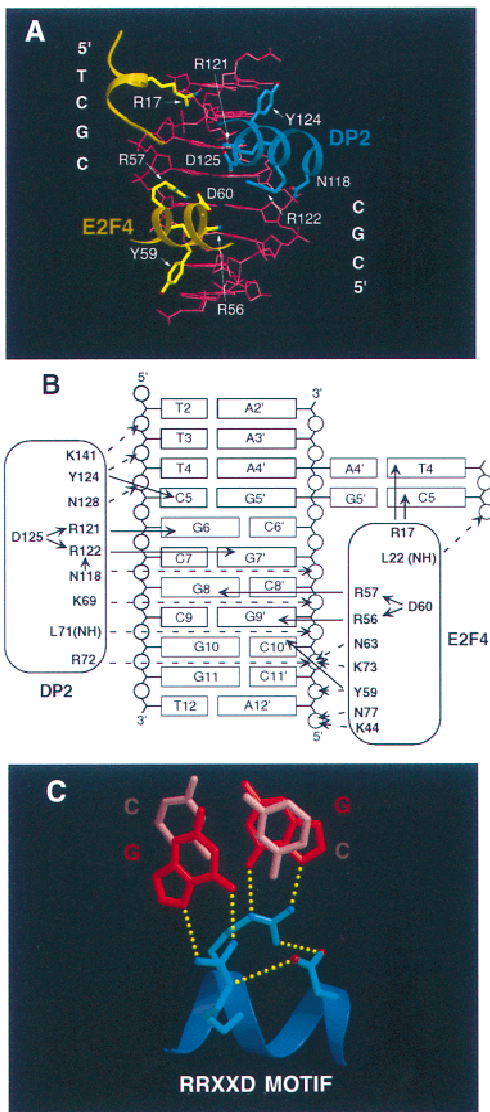 A
5'
T
C
G
C
R121
R17
Y124
DP2
R57
D125
N118
D60
E2F4
R122
C
G
C
5'
Y59
R56
B
5'
3'
T2 A2'
T3 A3'
T4 A4' A4' T4
C5 G5' G5' C5
G6 C6'
C7 G7'
G8 C8'
C9 G9'
G10 C10'
G11 C11'
T12 A12'
3'
5'
K141
Y124
N128
D125 R121
R122
N118
K69
L71(NH)
R72
DP2
R17
L22 (NH)
R57
D60
R56
E2F4
N63
K73
Y59
N77
K44
C
C G
G C
RRXXD MOTIF